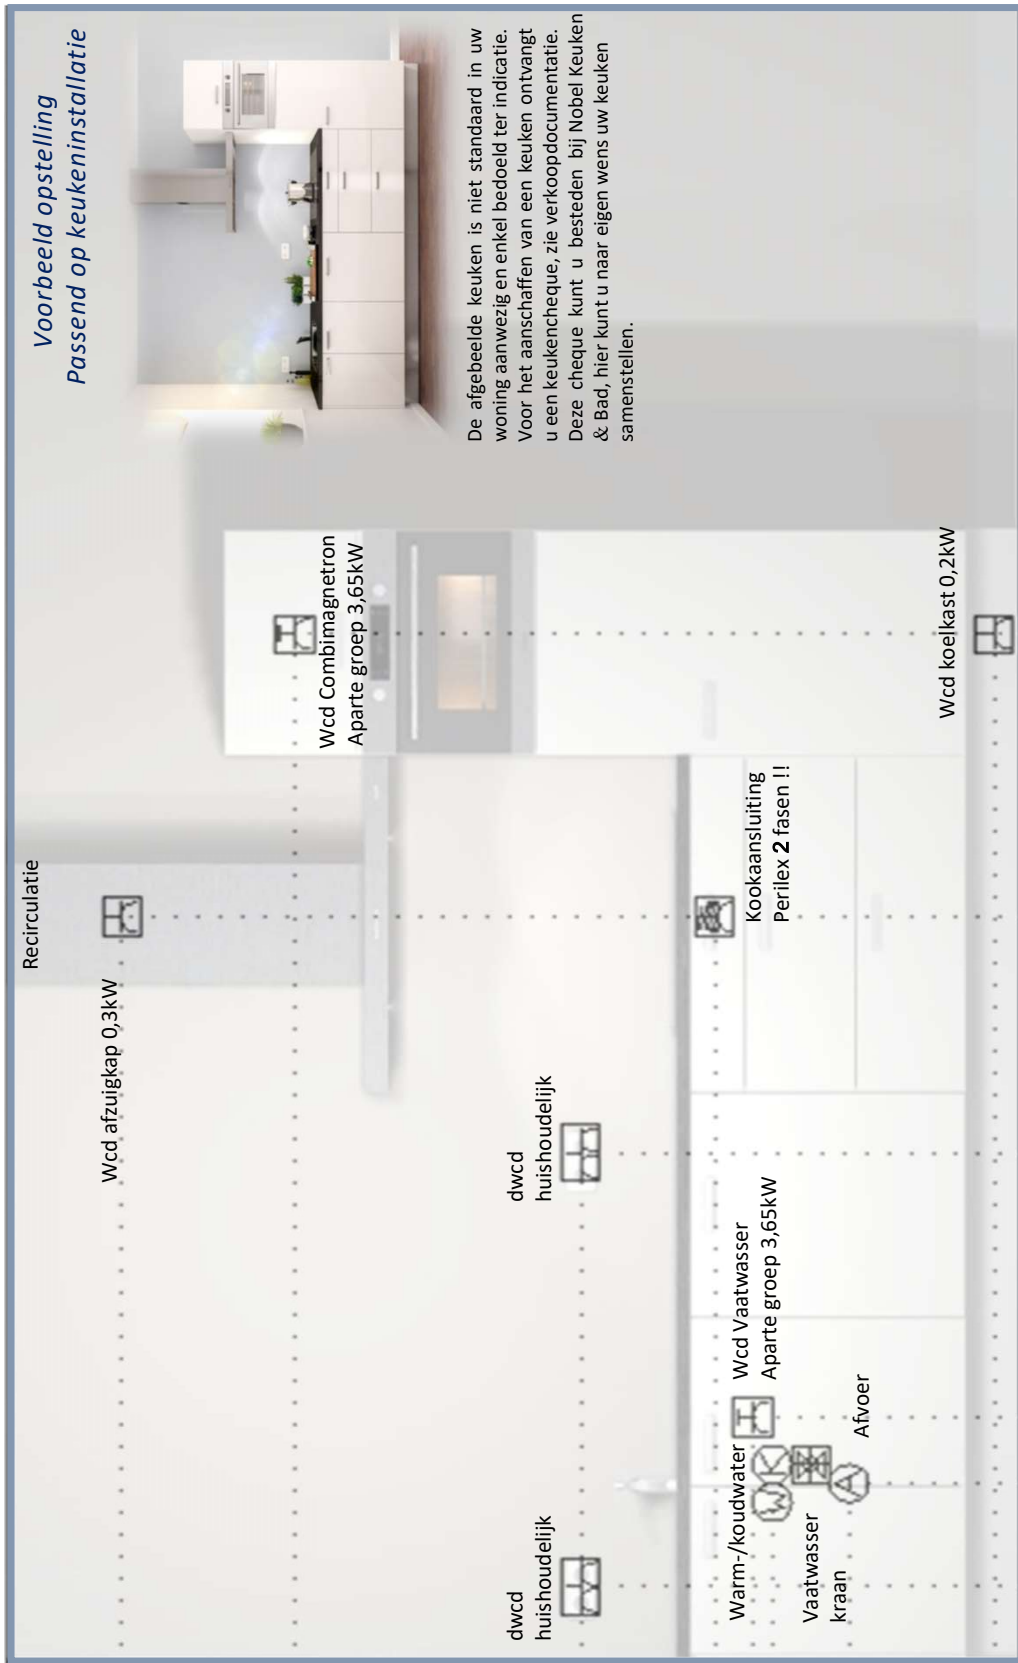 Voorbeeld opstelling
Passend op keukeninstallatie
De afgebeelde keuken is niet standaard in uw
woning aanwezig en enkel bedoeld ter indicatie.
Voor het aanschaffen van een keuken ontvangt
u een keukencheque, zie verkoopdocumentatie.
Deze cheque kunt u besteden bij Nobel Keuken
& Bad, hier kunt u naar eigen wens uw keuken
samenstellen.
Recirculatie
Wcd afzuigkap 0,3kW
Wcd Combimagnetron
Aparte groep 3,65kW
dwcd
huishoudelijk
dwcd
huishoudelijk
Kookaansluiting
Perilex 2 fasen !!
Wcd Vaatwasser
Aparte groep 3,65kW
Warm-/koudwater
W
K
A
Vaatwasser
kraan
Afvoer
Wcd koelkast 0,2kW